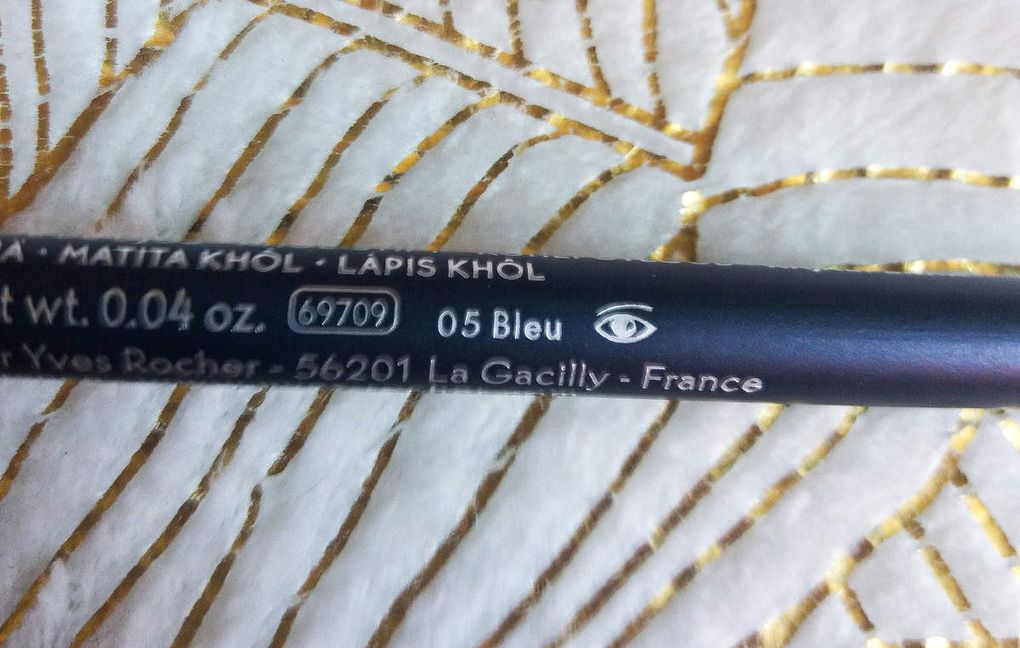 · MATITA KHÔL · LÁPIS KHÔL
t wt. 0.04 oz. 69709 05 Bleu
r Yves Rocher - 56201 La Gacilly - France